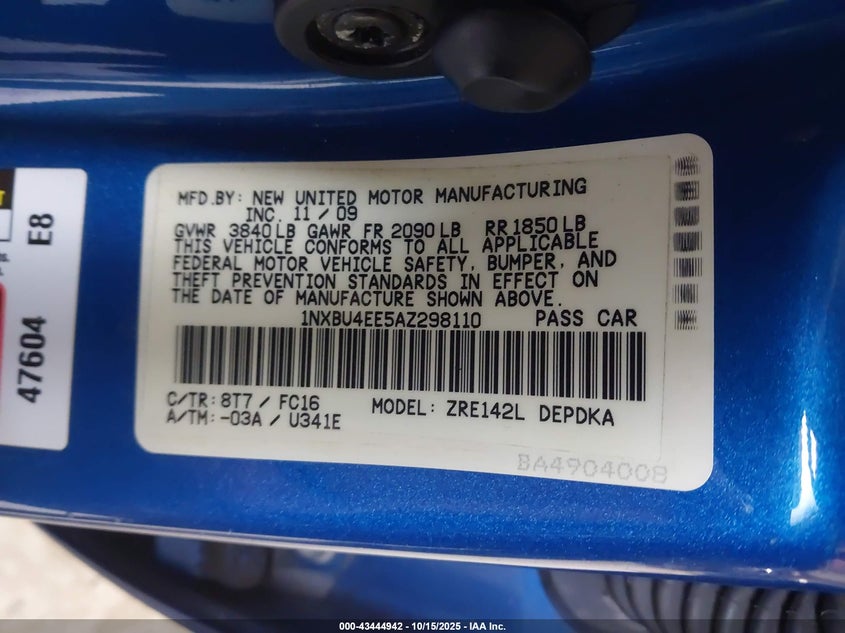 MFD.BY: NEW UNITED MOTOR MANUFACTURING
INC. 11 / 09
GVWR 3840 LB GAWR FR 2090 LB RR 1850 LB
THIS VEHICLE CONFORMS TO ALL APPLICABLE
FEDERAL MOTOR VEHICLE SAFETY, BUMPER, AND
THEFT PREVENTION STANDARDS IN EFFECT ON
THE DATE OF MANUFACTURE SHOWN ABOVE.
1NXBU4EE5AZ298110 PASS CAR
C/TR: 8T7 / FC16 MODEL: ZRE142L DEPDKA
A/TM: -03A / U341E
BA4904008
47604 E8
000-43444942 - 10/15/2025 - IAA Inc.